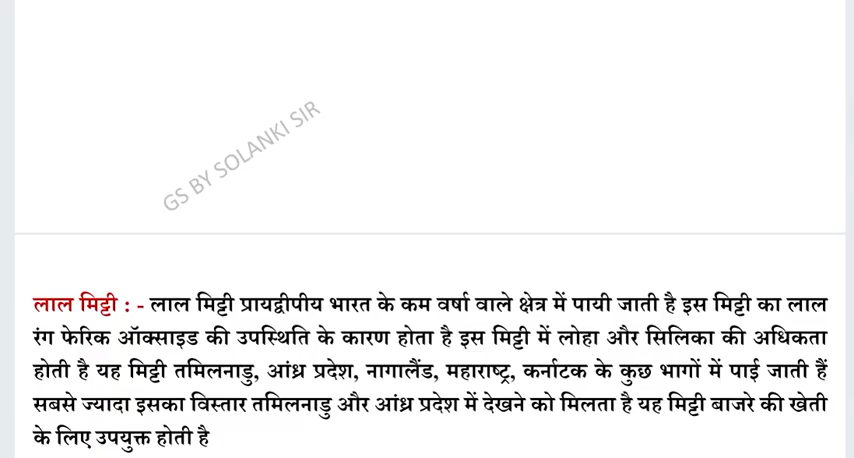 GS BY SOLANKI SIR
लाल मिट्टी : - लाल मिट्टी प्रायद्वीपीय भारत के कम वर्षा वाले क्षेत्र में पायी जाती है इस मिट्टी का लाल
रंग फेरिक ऑक्साइड की उपस्थिति के कारण होता है इस मिट्टी में लोहा और सिलिका की अधिकता
होती है यह मिट्टी तमिलनाडु, आंध्र प्रदेश, नागालैंड, महाराष्ट्र, कर्नाटक के कुछ भागों में पाई जाती हैं
सबसे ज्यादा इसका विस्तार तमिलनाडु और आंध्र प्रदेश में देखने को मिलता है यह मिट्टी बाजरे की खेती
के लिए उपयुक्त होती है